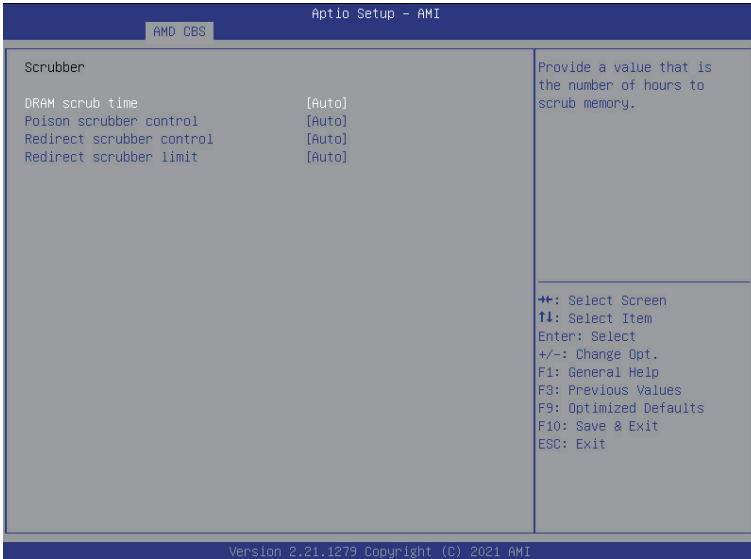 Aptio Setup - AMI
AMD CBS
Scrubber
DRAM scrub time [Auto]
Poison scrubber control [Auto]
Redirect scrubber control [Auto]
Redirect scrubber limit [Auto]
Provide a value that is
the number of hours to
scrub memory.
→←: Select Screen
↑↓: Select Item
Enter: Select
+/-: Change Opt.
F1: General Help
F3: Previous Values
F9: Optimized Defaults
F10: Save & Exit
ESC: Exit
Version 2.21.1279 Copyright (C) 2021 AMI